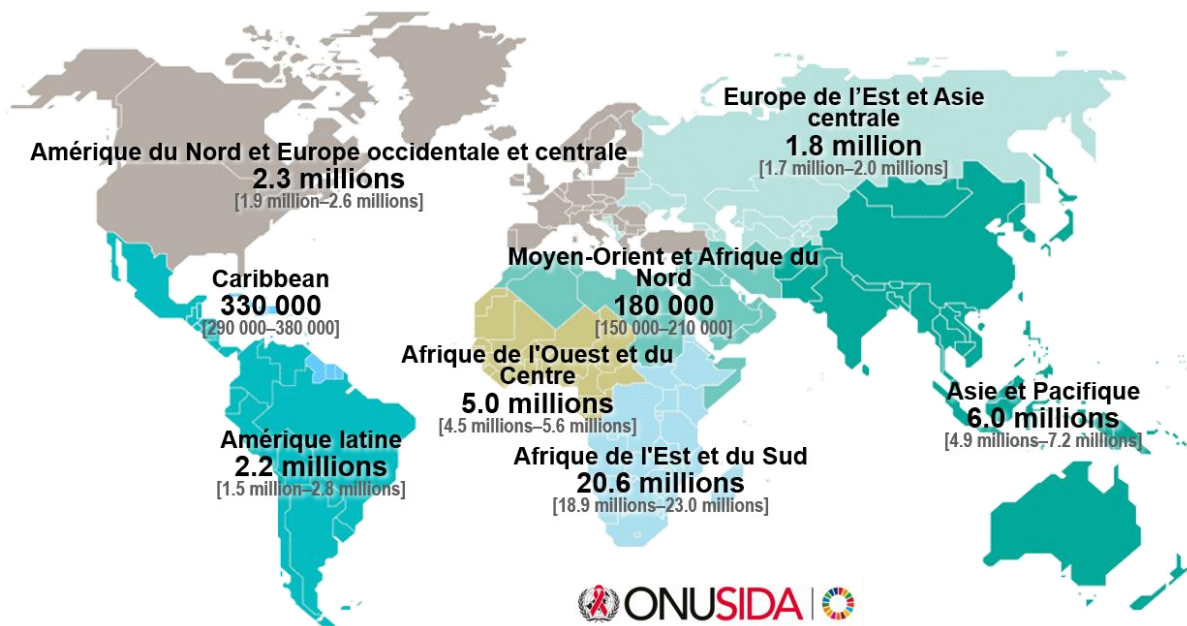 Europe de l’Est et Asie
centrale
1.8 million
[1.7 million–2.0 millions]
Amérique du Nord et Europe occidentale et centrale
2.3 millions
[1.9 million–2.6 millions]
Moyen-Orient et Afrique du
Nord
180 000
[150 000–210 000]
Caribbean
330 000
[290 000–380 000]
Afrique de l'Ouest et du
Centre
5.0 millions
[4.5 millions–5.6 millions]
Asie et Pacifique
6.0 millions
[4.9 millions–7.2 millions]
Amérique latine
2.2 millions
[1.5 million–2.8 millions]
Afrique de l'Est et du Sud
20.6 millions
[18.9 millions–23.0 millions]
ONUSIDA